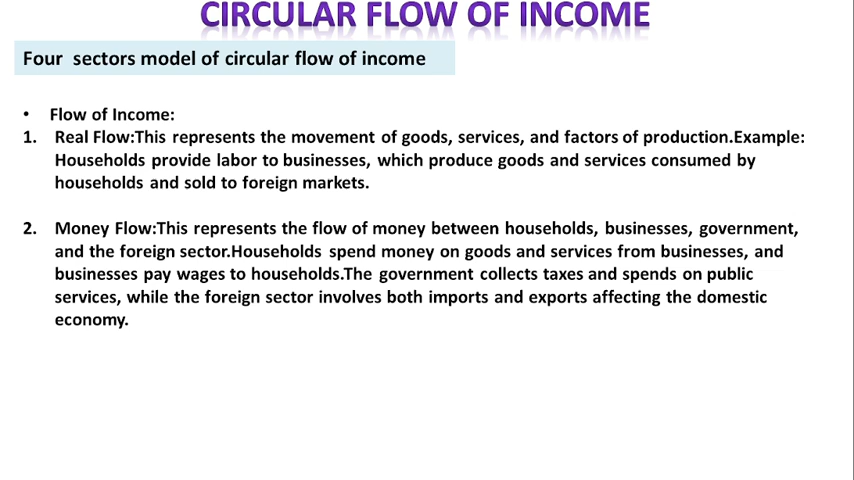 CIRCULAR FLOW OF INCOME
Four sectors model of circular flow of income
• Flow of Income:
1. Real Flow:This represents the movement of goods, services, and factors of production.Example:
Households provide labor to businesses, which produce goods and services consumed by
households and sold to foreign markets.
2. Money Flow:This represents the flow of money between households, businesses, government,
and the foreign sector.Households spend money on goods and services from businesses, and
businesses pay wages to households.The government collects taxes and spends on public
services, while the foreign sector involves both imports and exports affecting the domestic
economy.